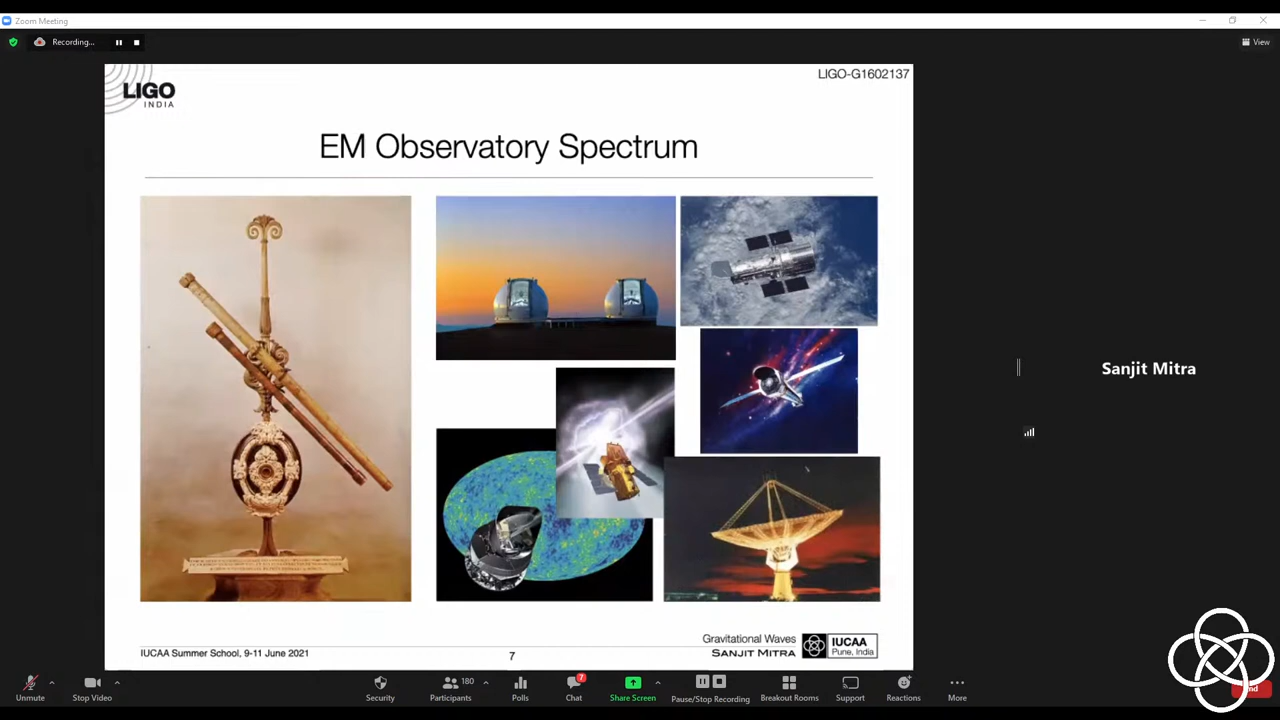 Zoom Meeting
Recording...
View
LIGO
INDIA
LIGO-G1602137
EM Observatory Spectrum
Sanjit Mitra
Gravitational Waves
SANJIT MITRA
IUCAA
Pune, India
IUCAA Summer School, 9-11 June 2021
7
Unmute
Stop Video
Security
Participants
180
Polls
Chat
7
Share Screen
Pause/Stop Recording
Breakout Rooms
Support
Reactions
More